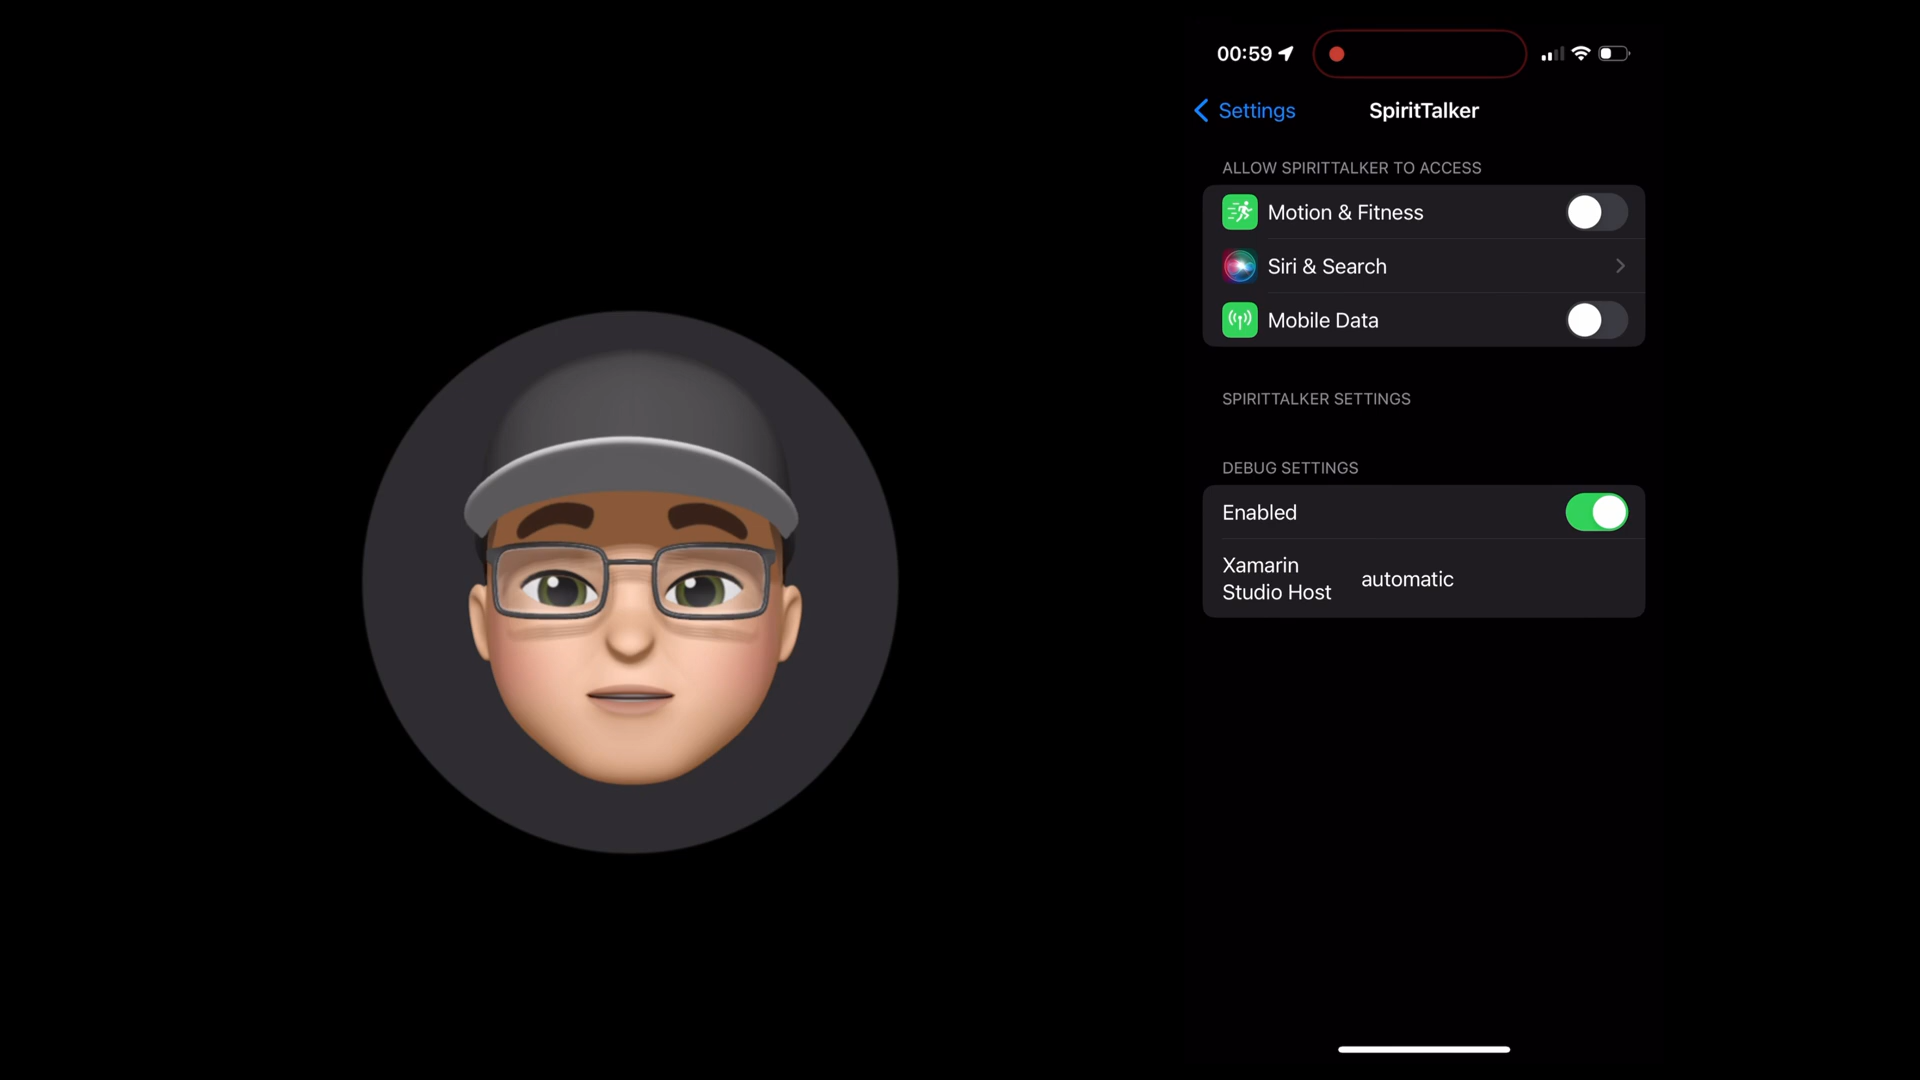 00:59
Settings
SpiritTalker
ALLOW SPIRITTALKER TO ACCESS
Motion & Fitness
Siri & Search
Mobile Data
SPIRITTALKER SETTINGS
DEBUG SETTINGS
Enabled
Xamarin
Studio Host
automatic